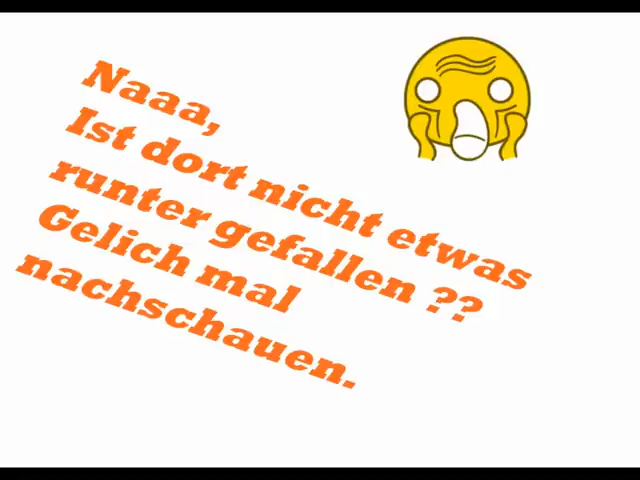 Naaa,
Ist dort nicht etwas
runter gefallen ??
Gelich mal
nachschauen.